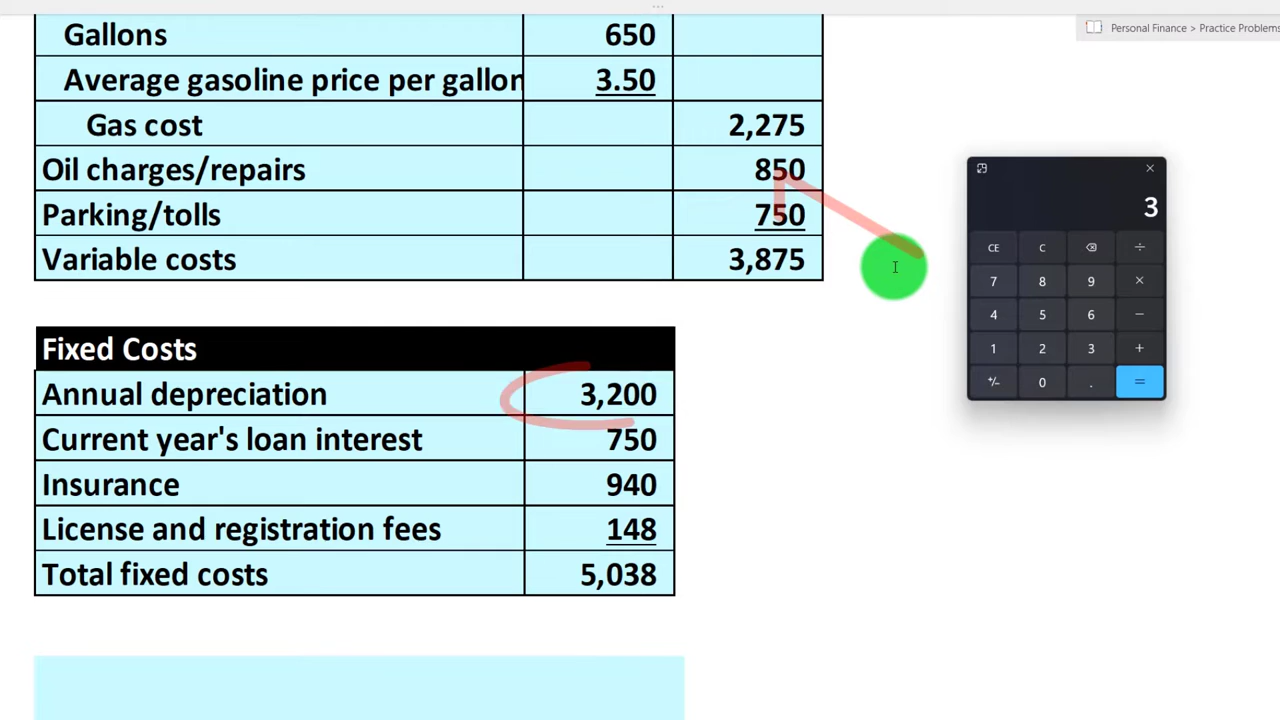 Personal Finance > Practice Problems
Gallons 650
Average gasoline price per gallon 3.50
Gas cost 2,275
Oil charges/repairs 850
Parking/tolls 750
Variable costs 3,875
Fixed Costs
Annual depreciation 3,200
Current year's loan interest 750
Insurance 940
License and registration fees 148
Total fixed costs 5,038
3
CE C ⌫ ÷
7 8 9 ×
4 5 6 −
1 2 3 +
+/− 0 . =